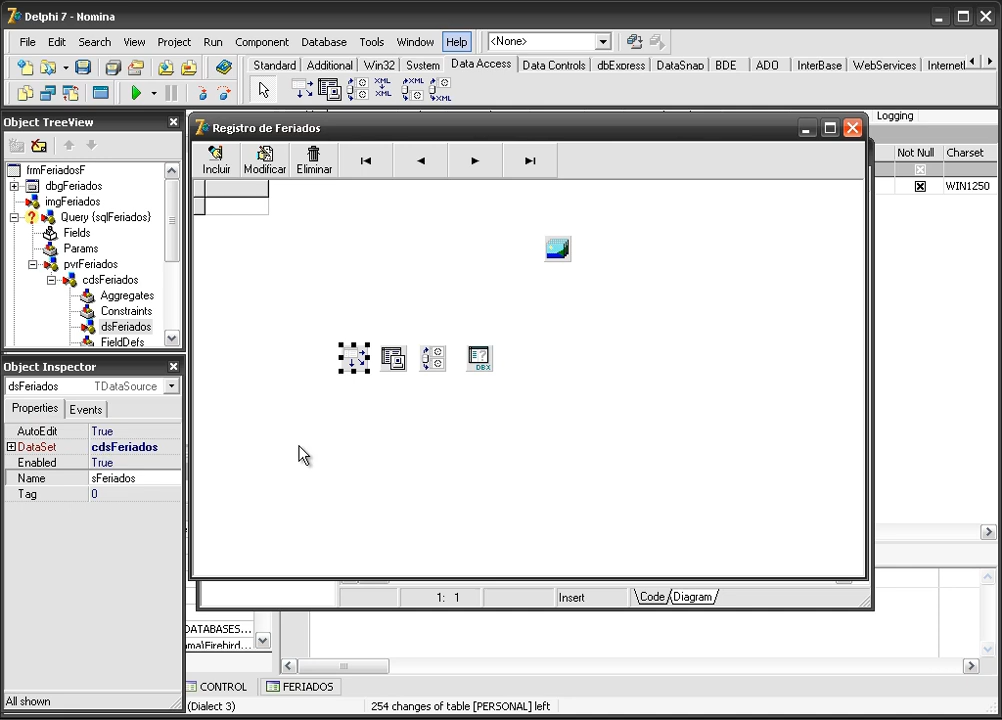 Delphi 7 - Nomina
File Edit Search View Project Run Component Database Tools Window Help <None>
Standard Additional Win32 System Data Access Data Controls dbExpress DataSnap BDE ADO InterBase WebServices InternetE
Object TreeView
frmFeriadosF
dbgFeriados
imgFeriados
Query {sqlFeriados}
Fields
Params
pvrFeriados
cdsFeriados
Aggregates
Constraints
dsFeriados
FieldDefs
Registro de Feriados
Incluir Modificar Eliminar
DBX
Logging
Not Null Charset
WIN1250
Object Inspector
dsFeriados TDataSource
Properties Events
AutoEdit True
DataSet cdsFeriados
Enabled True
Name sFeriados
Tag 0
All shown
1: 1 Insert Code Diagram
DATABASES...
ma\Firebird...
CONTROL FERIADOS
(Dialect 3) 254 changes of table [PERSONAL] left